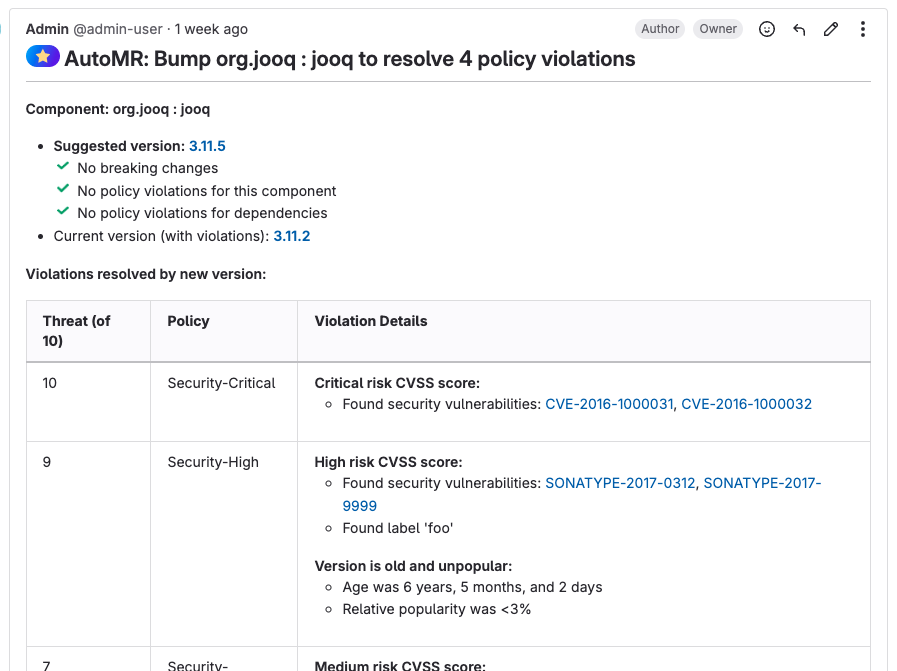 Admin @admin-user · 1 week ago
Author
Owner
AutoMR: Bump org.jooq : jooq to resolve 4 policy violations
Component: org.jooq : jooq
• Suggested version: 3.11.5
✓ No breaking changes
✓ No policy violations for this component
✓ No policy violations for dependencies
• Current version (with violations): 3.11.2
Violations resolved by new version:
Threat (of
10)
Policy
Violation Details
10
Security-Critical
Critical risk CVSS score:
◦ Found security vulnerabilities: CVE-2016-1000031, CVE-2016-1000032
9
Security-High
High risk CVSS score:
◦ Found security vulnerabilities: SONATYPE-2017-0312, SONATYPE-2017-
9999
◦ Found label 'foo'
Version is old and unpopular:
◦ Age was 6 years, 5 months, and 2 days
◦ Relative popularity was <3%
7
Security-
Medium risk CVSS score: